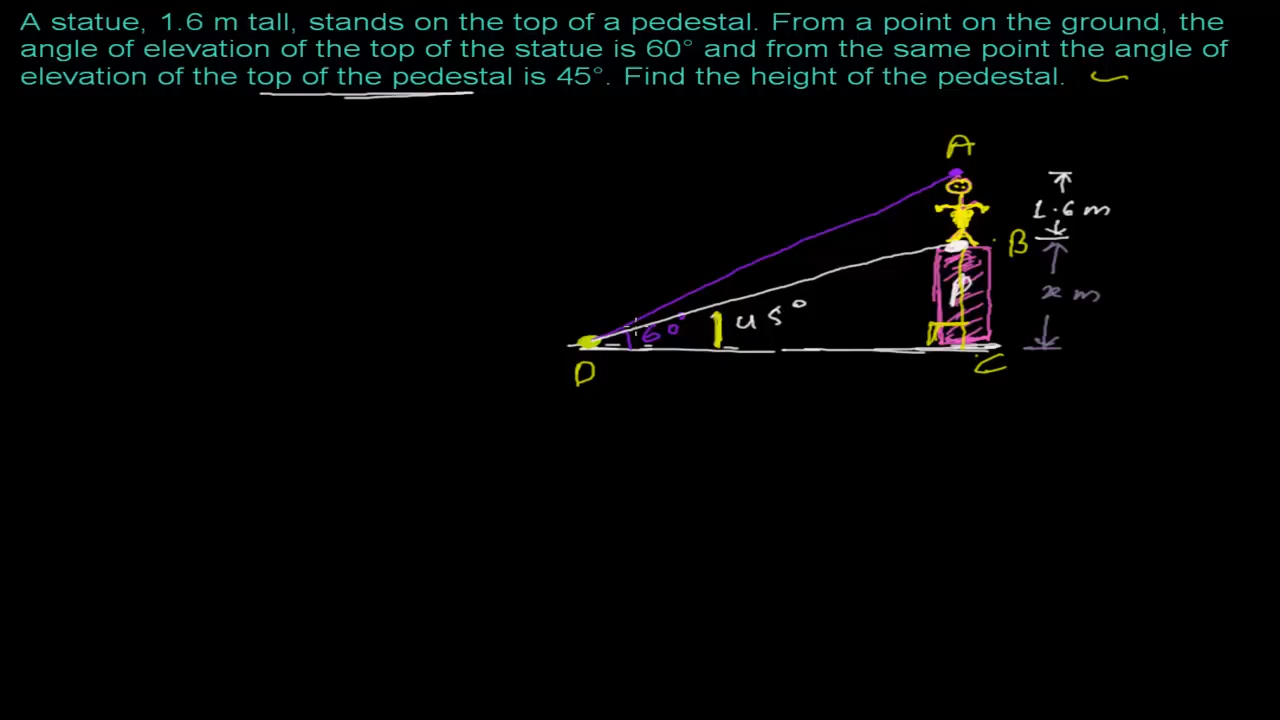 A statue, 1.6 m tall, stands on the top of a pedestal. From a point on the ground, the
angle of elevation of the top of the statue is 60° and from the same point the angle of
elevation of the top of the pedestal is 45°. Find the height of the pedestal.
A
1.6 m
B
P
x m
60°
45°
D
C